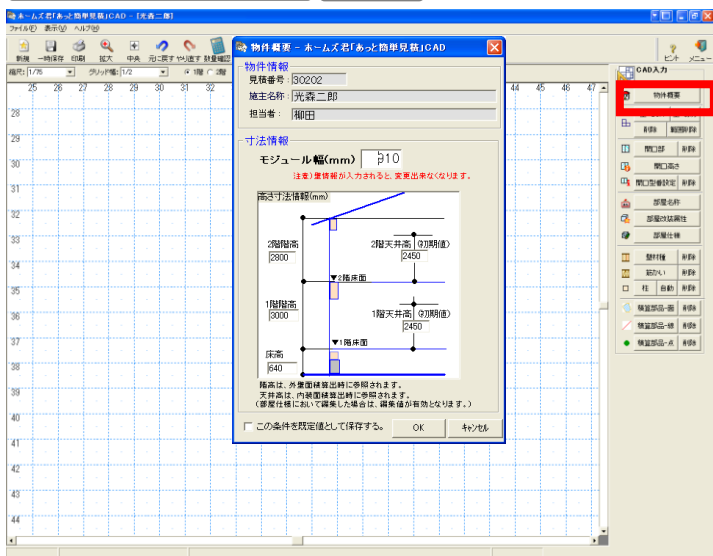 ホームズ君「あっと簡単見積」CAD - [光森二郎]
ファイル(F) 表示(V) ヘルプ(H)
新規 一時保存 印刷 拡大 中央 元に戻す やり直す 数量確認
ヒント メニュー
縮尺: 1/75 グリッド幅: 1/2 1階 2階
25 26 27 28 29 30 31 32 44 45 46 47
28
29
30
31
32
33
34
35
36
37
38
39
40
41
42
43
44
物件概要 - ホームズ君「あっと簡単見積」CAD
物件情報
見積番号: 30202
施主名称: 光森二郎
担当者: 柳田
寸法情報
モジュール幅(mm) 910
注意)壁情報が入力されると、変更出来なくなります。
高さ寸法情報(mm)
2階階高
2800
2階天井高(初期値)
2450
▼2階床面
1階階高
3000
1階天井高(初期値)
2450
▼1階床面
床高
640
階高は、外壁面積算出時に参照されます。
天井高は、内装面積算出時に参照されます。
(部屋仕様において編集した場合は、編集値が有効となります。)
この条件を既定値として保存する。
OK キャンセル
CAD入力
物件概要
削除 範囲削除
開口部 削除
開口高さ
開口型番設定 削除
部屋名称
部屋改装属性
部屋仕様
壁材種 削除
筋かい 削除
柱 自動 削除
積算部品-面 削除
積算部品-線 削除
積算部品-点 削除